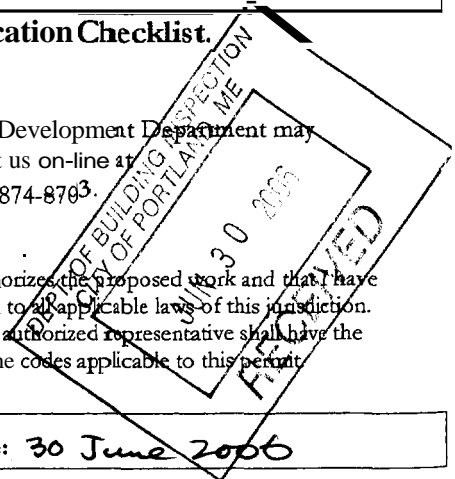 cation Checklist.
Development Department may
t us on-line at
874-8703.
horizes the proposed work and that I have
n to all applicable laws of this jurisdiction.
authorized representative shall have the
he codes applicable to this permit.
DEPT. OF BUILDING INSPECTION
CITY OF PORTLAND, ME
JUN 30 2006
RECEIVED
: 30 June 2006